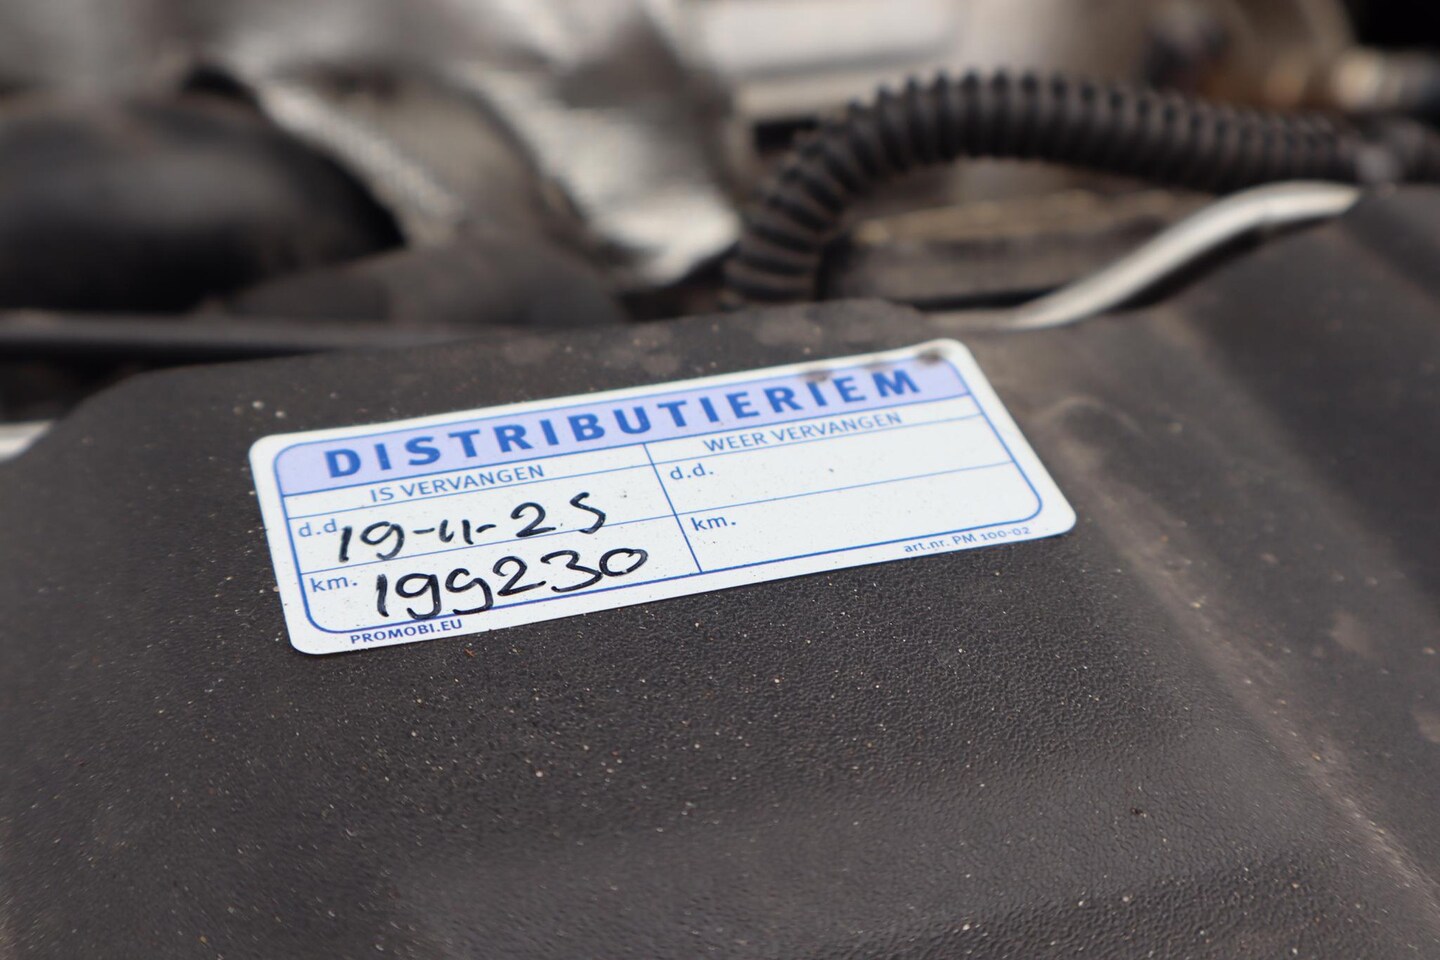 DISTRIBUTIERIEM
IS VERVANGEN
WEER VERVANGEN
d.d. 19-11-25
d.d.
km. 199230
km.
PROMOBI.EU
art.nr. PM 100-02